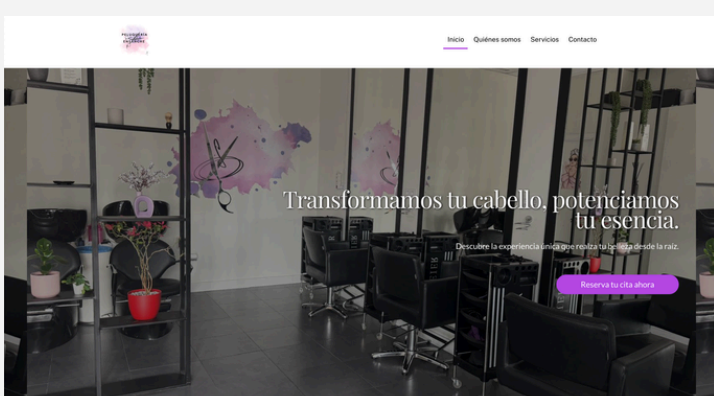 PELUQUERÍA
Inicio
Quiénes somos
Servicios
Contacto
Transformamos tu cabello, potenciamos
tu esencia.
Descubre la experiencia única que realza tu belleza desde la raíz.
Reserva tu cita ahora